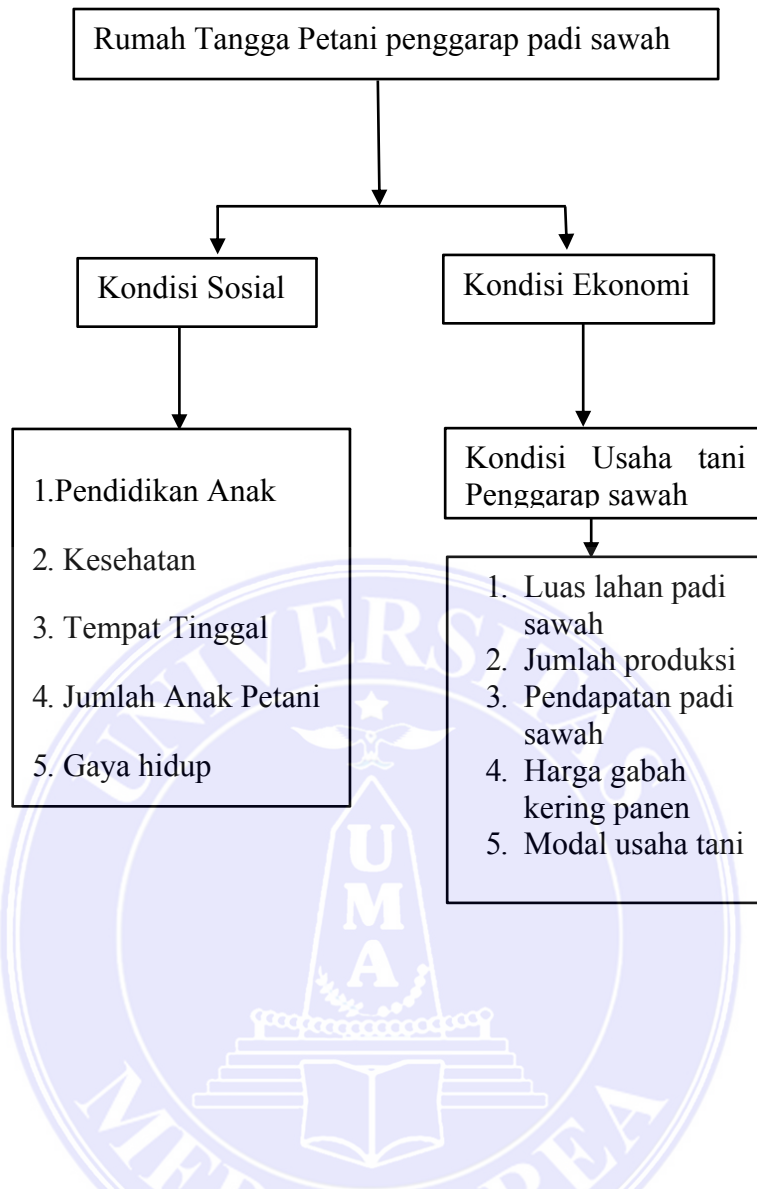 Rumah Tangga Petani penggarap padi sawah
Kondisi Sosial
Kondisi Ekonomi
1.Pendidikan Anak
2. Kesehatan
3. Tempat Tinggal
4. Jumlah Anak Petani
5. Gaya hidup
Kondisi Usaha tani
Penggarap sawah
1. Luas lahan padi
sawah
2. Jumlah produksi
3. Pendapatan padi
sawah
4. Harga gabah
kering panen
5. Modal usaha tani
UNIVERSITAS
U
M
A